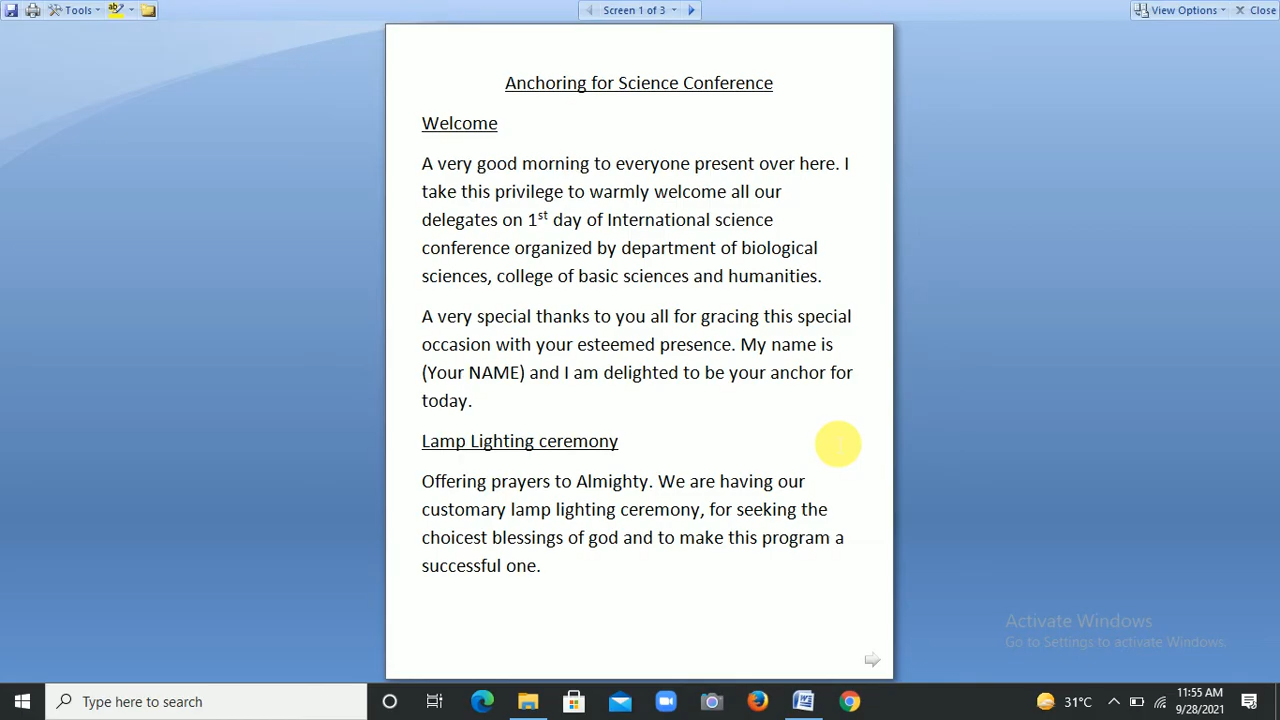 Tools
Screen 1 of 3
View Options
Close
Anchoring for Science Conference
Welcome
A very good morning to everyone present over here. I
take this privilege to warmly welcome all our
delegates on 1st day of International science
conference organized by department of biological
sciences, college of basic sciences and humanities.
A very special thanks to you all for gracing this special
occasion with your esteemed presence. My name is
(Your NAME) and I am delighted to be your anchor for
today.
Lamp Lighting ceremony
Offering prayers to Almighty. We are having our
customary lamp lighting ceremony, for seeking the
choicest blessings of god and to make this program a
successful one.
Activate Windows
Go to Settings to activate Windows.
Type here to search
31°C
11:55 AM
9/28/2021